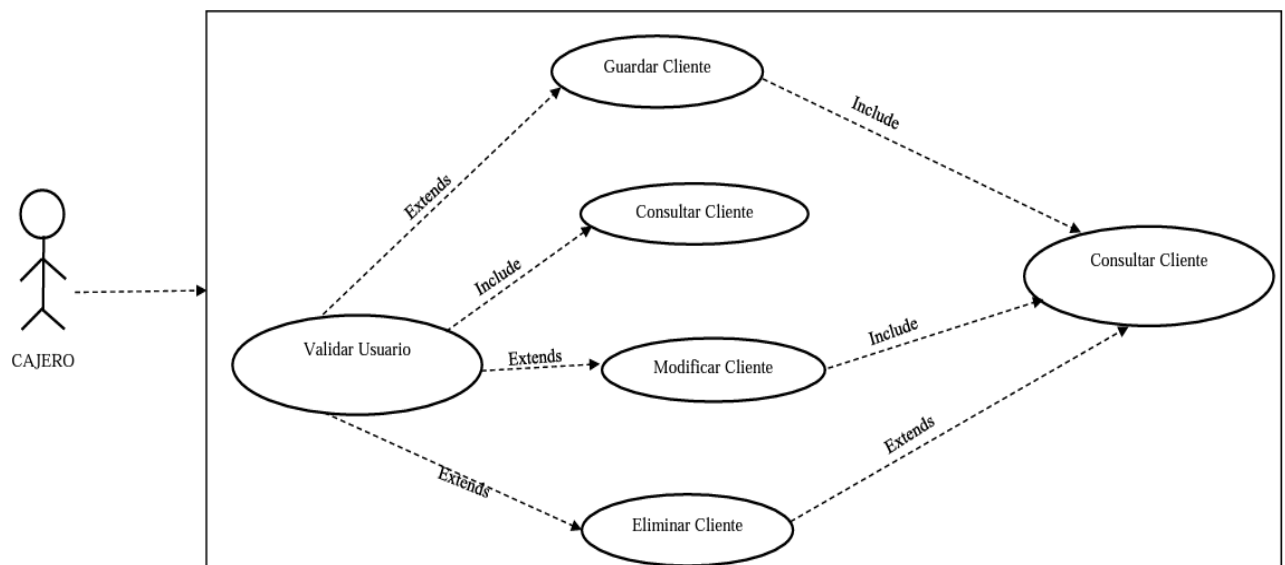 Guardar Cliente
Include
Extends
Consultar Cliente
Include
Consultar Cliente
CAJERO
Validar Usuario
Extends
Modificar Cliente
Include
Extends
Eliminar Cliente
Extends